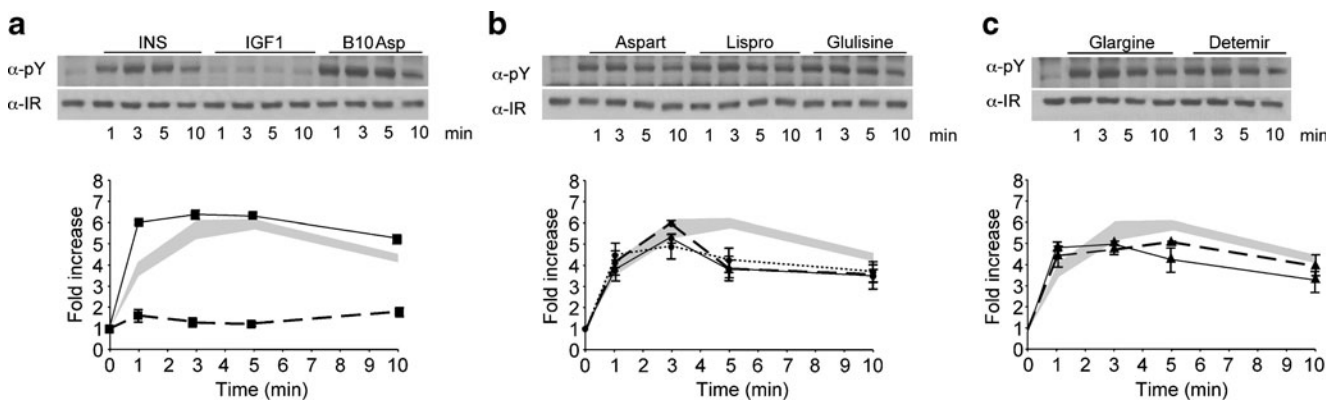 a
INS IGF1 B10Asp
α-pY
α-IR
1 3 5 10 1 3 5 10 1 3 5 10 min
8
7
6
5
4
3
2
1
0
Fold increase
0 1 2 3 4 5 6 7 8 9 10
Time (min)
b
Aspart Lispro Glulisine
α-pY
α-IR
1 3 5 10 1 3 5 10 1 3 5 10 min
8
7
6
5
4
3
2
1
0
Fold increase
0 1 2 3 4 5 6 7 8 9 10
Time (min)
c
Glargine Detemir
α-pY
α-IR
1 3 5 10 1 3 5 10 min
8
7
6
5
4
3
2
1
0
Fold increase
0 1 2 3 4 5 6 7 8 9 10
Time (min)